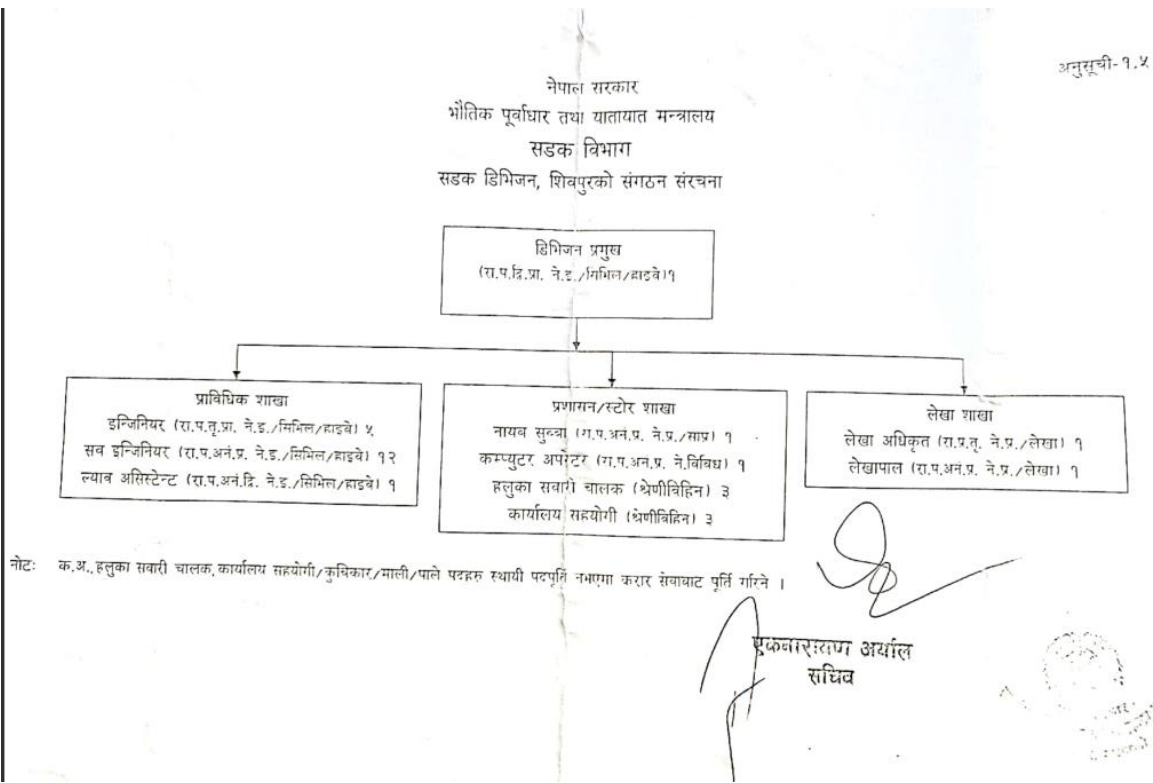 अनुसूची-१.५
नेपाल सरकार
भौतिक पूर्वाधार तथा यातायात मन्त्रालय
सडक विभाग
सडक डिभिजन, शिवपुरको संगठन संरचना
डिभिजन प्रमुख
(रा.प.द्वि.प्रा. ने.इ./सिभिल/हाइवे)१
प्राविधिक शाखा
इन्जिनियर (रा.प.तृ.प्रा. ने.इ./सिभिल/हाइवे) ५
सव इन्जिनियर (रा.प.अनं.प्र. ने.इ./सिभिल/हाइवे) १२
ल्याव असिस्टेन्ट (रा.प.अनं.द्वि. ने.इ./सिभिल/हाइवे) १
प्रशासन/स्टोर शाखा
नायव सुब्बा (रा.प.अनं.प्र. ने.प्र./साप्र) १
कम्प्युटर अपरेटर (रा.प.अनं.प्र. ने.विविध) १
हलुका सवारी चालक (श्रेणीविहिन) ३
कार्यालय सहयोगी (श्रेणीविहिन) ३
लेखा शाखा
लेखा अधिकृत (रा.प.तृ. ने.प्र./लेखा) १
लेखापाल (रा.प.अनं.प्र. ने.प्र./लेखा) १
नोटः क.अ., हलुका सवारी चालक, कार्यालय सहयोगी/कुचिकार/माली/पाले पदहरु स्थायी पदपूर्ति नभएमा करार सेवाबाट पूर्ति गरिने ।
एकनारायण अर्याल
सचिव